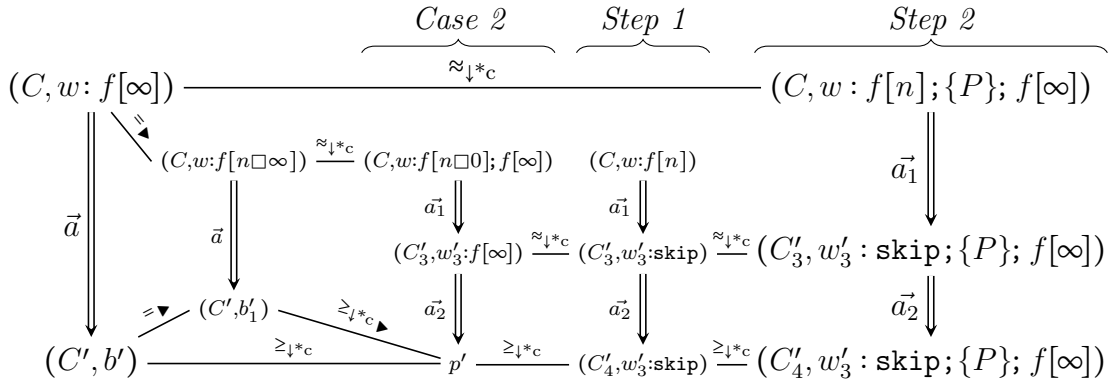 Case 2 Step 1 Step 2
(C, w: f[∞]) ≈↓*c (C, w : f[n];{P}; f[∞])
= (C,w:f[n□∞]) ≈↓*c (C,w:f[n□0];f[∞]) (C,w:f[n])
a⃗ a⃗ a⃗1 a⃗1 a⃗1
(C′3,w′3:f[∞]) ≈↓*c (C′3,w′3:skip) ≈↓*c (C′3, w′3 : skip;{P}; f[∞])
= (C′,b′1) ≥↓*c a⃗2 a⃗2 a⃗2
(C′, b′) ≥↓*c p′ ≥↓*c (C′4,w′3:skip) ≥↓*c (C′4, w′3 : skip;{P}; f[∞])